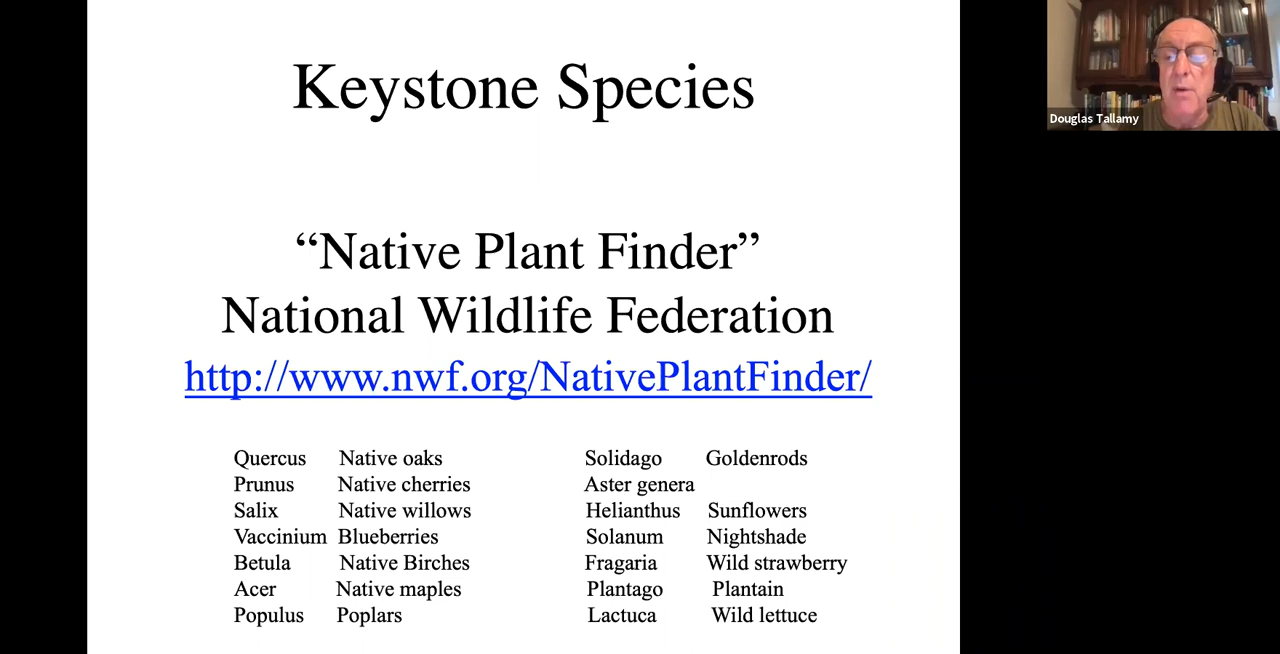 Keystone Species
“Native Plant Finder”
National Wildlife Federation
http://www.nwf.org/NativePlantFinder/
Quercus Native oaks
Prunus Native cherries
Salix Native willows
Vaccinium Blueberries
Betula Native Birches
Acer Native maples
Populus Poplars
Solidago Goldenrods
Aster genera
Helianthus Sunflowers
Solanum Nightshade
Fragaria Wild strawberry
Plantago Plantain
Lactuca Wild lettuce
Douglas Tallamy